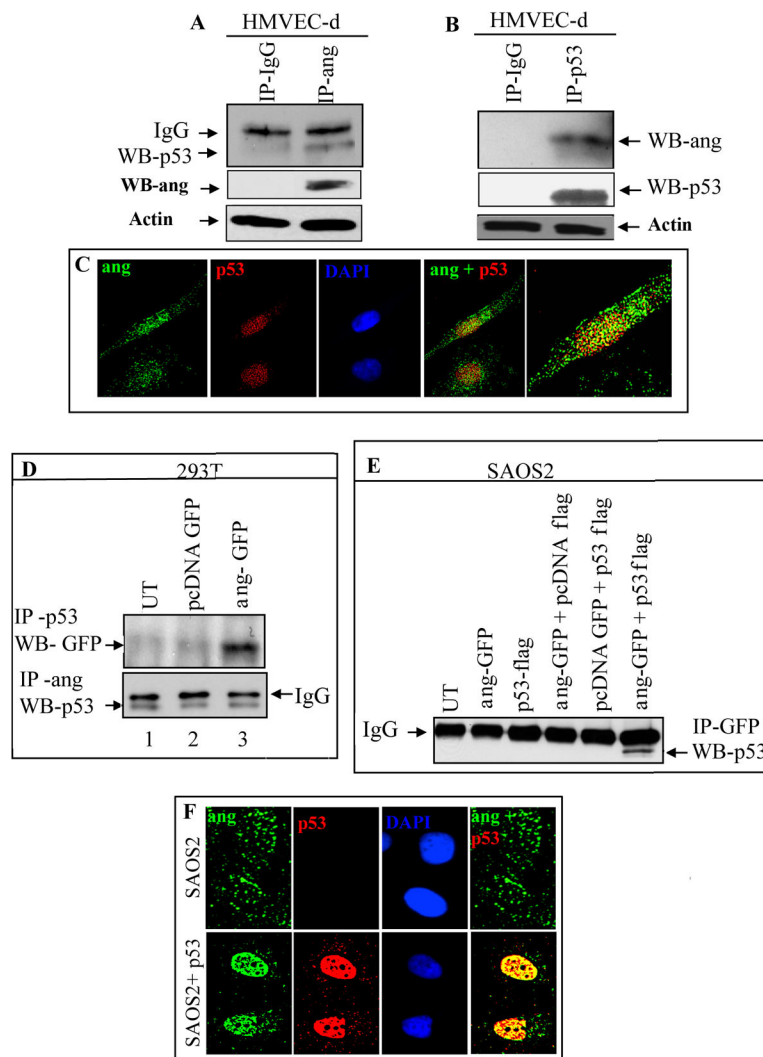 A
HMVEC-d
IP-IgG
IP-ang
IgG
WB-p53
WB-ang
Actin
B
HMVEC-d
IP-IgG
IP-p53
WB-ang
WB-p53
Actin
C
ang
p53
DAPI
ang + p53
D
293T
UT
pcDNA GFP
ang- GFP
IP -p53
WB- GFP
IP -ang
WB-p53
IgG
1 2 3
E
SAOS2
UT
ang-GFP
p53-flag
ang-GFP + pcDNA flag
pcDNA GFP + p53 flag
ang-GFP + p53 flag
IgG
IP-GFP
WB-p53
F
SAOS2
ang
p53
DAPI
ang +
p53
SAOS2+ p53